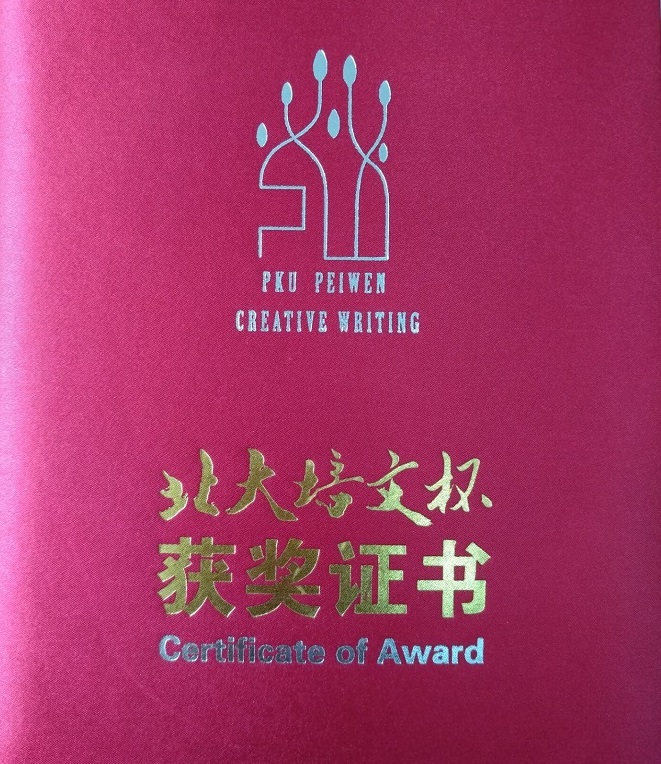 PKU PEIWEN
CREATIVE WRITING
北大培文杯
获奖证书
Certificate of Award